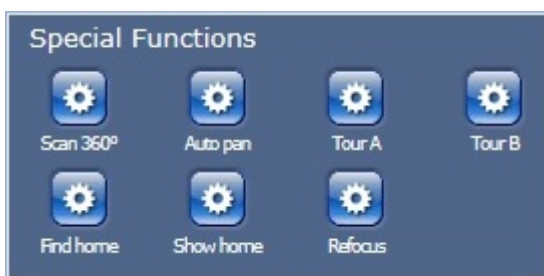 Special Functions
Scan 360º Auto pan Tour A Tour B
Find home Show home Refocus